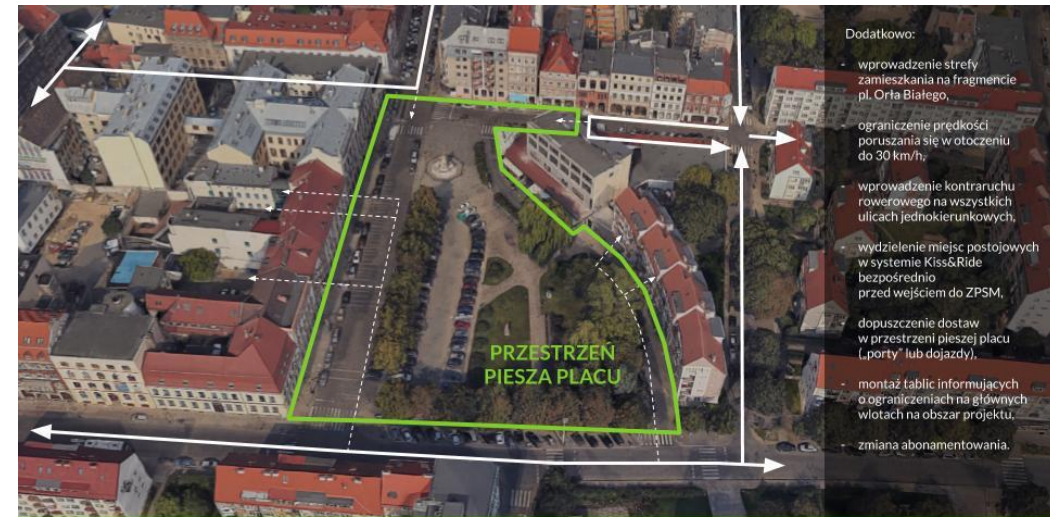 Dodatkowo:
- wprowadzenie strefy
zamieszkania na fragmencie
pl. Orła Białego,
- ograniczenie prędkości
poruszania się w otoczeniu
do 30 km/h,
- wprowadzenie kontraruchu
rowerowego na wszystkich
ulicach jednokierunkowych,
- wydzielenie miejsc postojowych
w systemie Kiss&Ride
bezpośrednio
przed wejściem do ZPSM,
- dopuszczenie dostaw
w przestrzeni pieszej placu
(„porty” lub dojazdy),
- montaż tablic informujących
o ograniczeniach na głównych
wlotach na obszar projektu,
- zmiana abonamentowania.
PRZESTRZEŃ
PIESZA PLACU